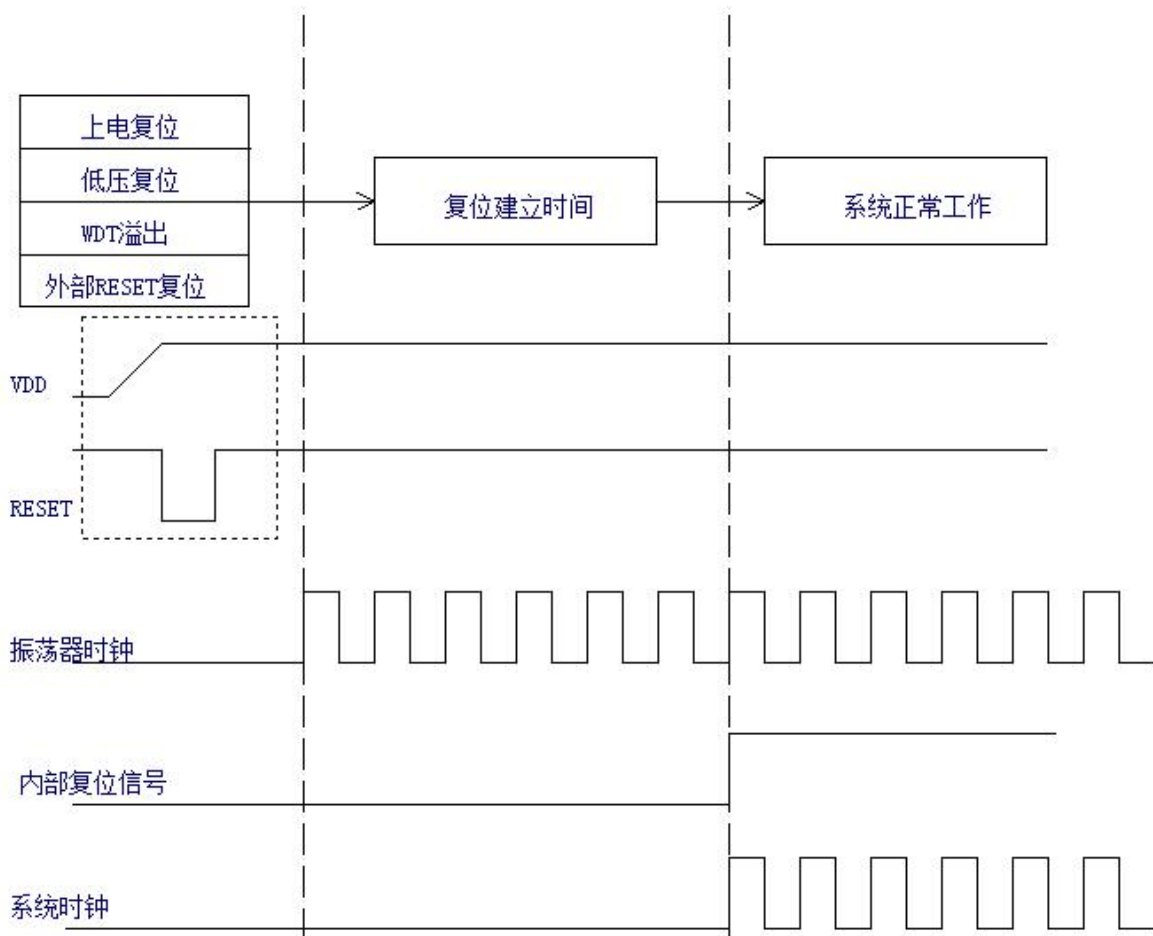 上电复位
低压复位
WDT溢出
外部RESET复位
复位建立时间
系统正常工作
VDD
RESET
振荡器时钟
内部复位信号
系统时钟